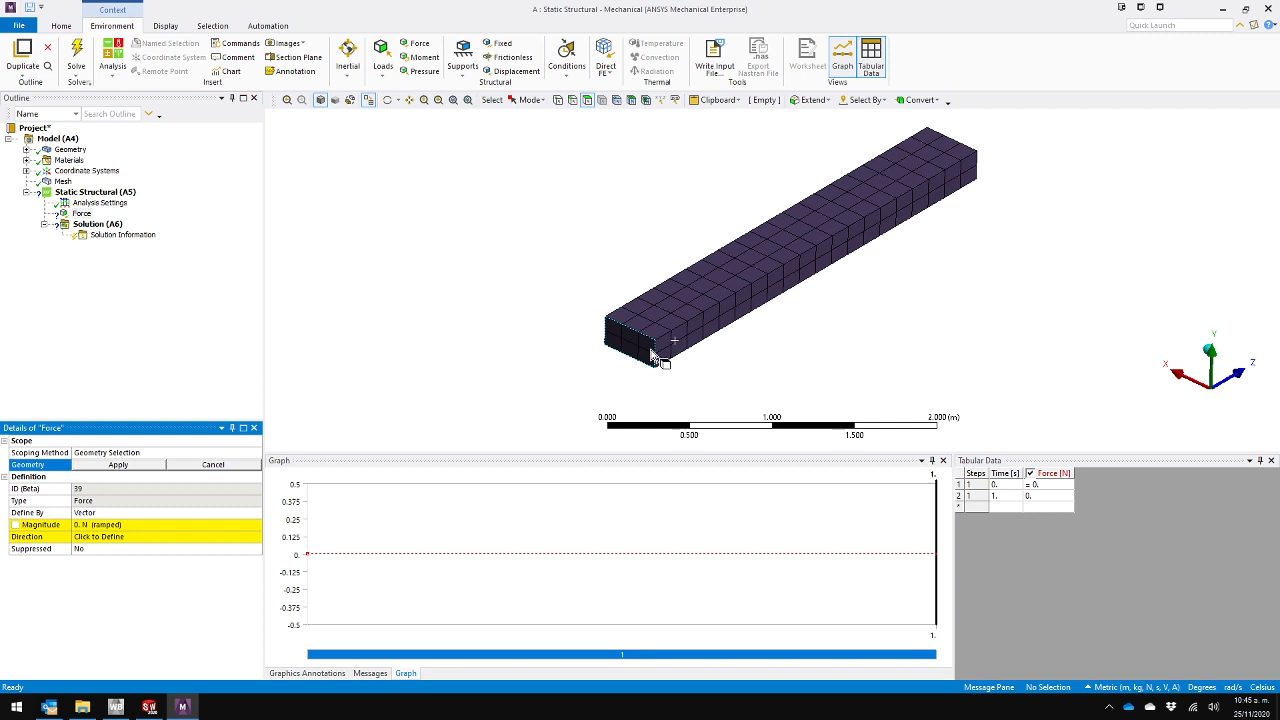 Context
A : Static Structural - Mechanical (ANSYS Mechanical Enterprise)
File Home Environment Display Selection Automation Quick Launch
Duplicate
Outline
Solve
Solvers
Analysis
Named Selection
Coordinate System
Remote Point
Commands
Comment
Chart
Images
Section Plane
Annotation
Insert
Inertial
Loads
Force
Moment
Pressure
Supports
Fixed
Frictionless
Displacement
Structural
Conditions
Direct
FE
Temperature
Convection
Radiation
Thermal
Write Input
File...
Export
Nastran File
.nas
Tools
Worksheet
Graph
Tabular
Data
Views
Select Mode Clipboard [ Empty ] Extend Select By Convert
Outline
Name Search Outline
Project*
Model (A4)
Geometry
Materials
Coordinate Systems
Mesh
Static Structural (A5)
Analysis Settings
Force
Solution (A6)
Solution Information
Y
X
Z
0.000 1.000 2.000 (m)
0.500 1.500
Details of "Force"
Scope
Scoping Method Geometry Selection
Geometry Apply Cancel
Definition
ID (Beta) 39
Type Force
Define By Vector
Magnitude 0. N (ramped)
Direction Click to Define
Suppressed No
Graph
1.
0.5
0.375
0.25
0.125
0.
-0.125
-0.25
-0.375
-0.5
1.
1
Graphics Annotations Messages Graph
Tabular Data
Steps Time [s] Force [N]
1 1 0. = 0.
2 1 1. 0.
*
Ready Message Pane No Selection Metric (m, kg, N, s, V, A) Degrees rad/s Celsius
10:45 a. m.
25/11/2020